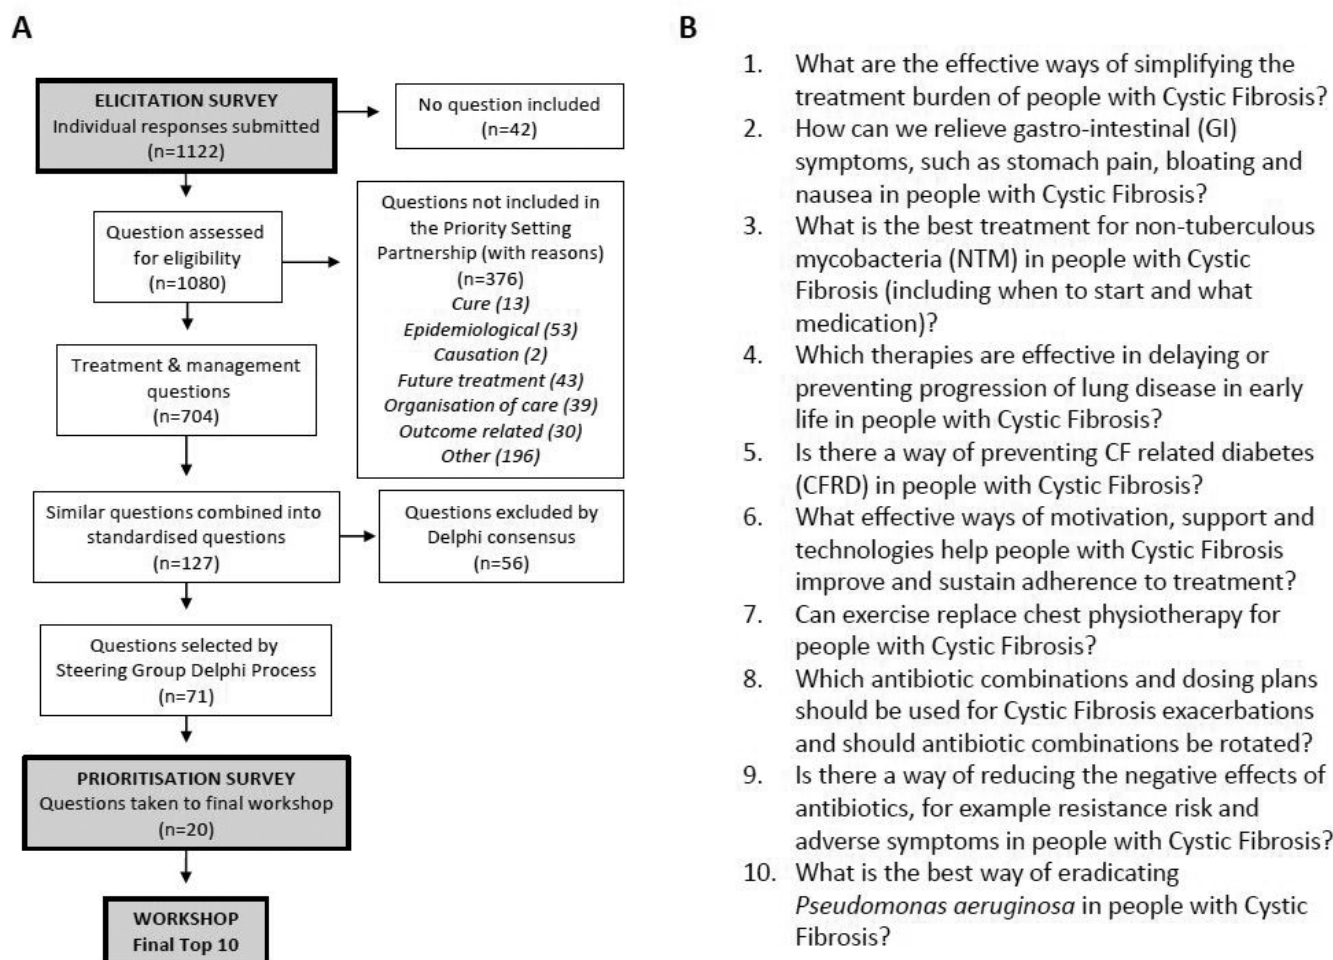 A
ELICITATION SURVEY
Individual responses submitted
(n=1122)
No question included
(n=42)
Question assessed
for eligibility
(n=1080)
Questions not included in
the Priority Setting
Partnership (with reasons)
(n=376)
Cure (13)
Epidemiological (53)
Causation (2)
Future treatment (43)
Organisation of care (39)
Outcome related (30)
Other (196)
Treatment & management
questions
(n=704)
Similar questions combined into
standardised questions
(n=127)
Questions excluded by
Delphi consensus
(n=56)
Questions selected by
Steering Group Delphi Process
(n=71)
PRIORITISATION SURVEY
Questions taken to final workshop
(n=20)
WORKSHOP
Final Top 10
B
1. What are the effective ways of simplifying the
treatment burden of people with Cystic Fibrosis?
2. How can we relieve gastro-intestinal (GI)
symptoms, such as stomach pain, bloating and
nausea in people with Cystic Fibrosis?
3. What is the best treatment for non-tuberculous
mycobacteria (NTM) in people with Cystic
Fibrosis (including when to start and what
medication)?
4. Which therapies are effective in delaying or
preventing progression of lung disease in early
life in people with Cystic Fibrosis?
5. Is there a way of preventing CF related diabetes
(CFRD) in people with Cystic Fibrosis?
6. What effective ways of motivation, support and
technologies help people with Cystic Fibrosis
improve and sustain adherence to treatment?
7. Can exercise replace chest physiotherapy for
people with Cystic Fibrosis?
8. Which antibiotic combinations and dosing plans
should be used for Cystic Fibrosis exacerbations
and should antibiotic combinations be rotated?
9. Is there a way of reducing the negative effects of
antibiotics, for example resistance risk and
adverse symptoms in people with Cystic Fibrosis?
10. What is the best way of eradicating
Pseudomonas aeruginosa in people with Cystic
Fibrosis?